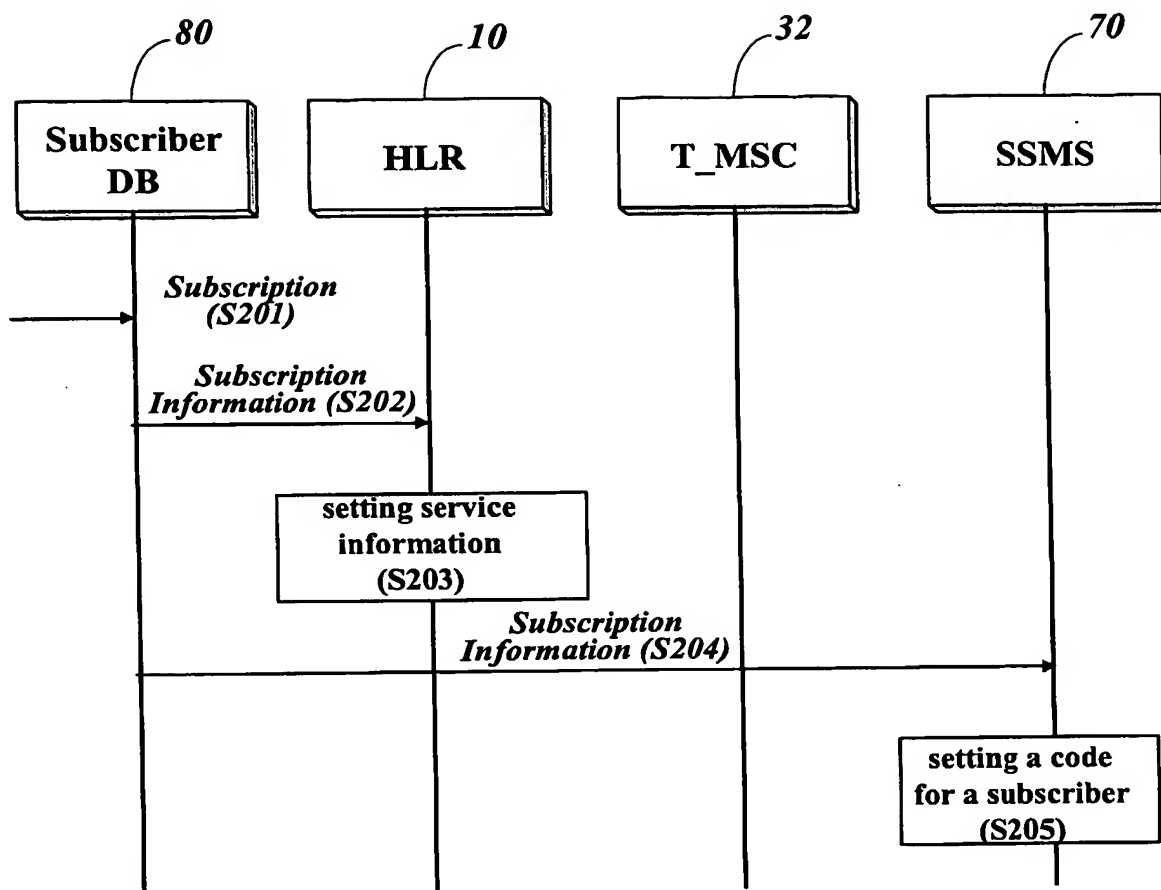 80
10
32
70
Subscriber
DB
HLR
T_MSC
SSMS
Subscription
(S201)
Subscription
Information (S202)
setting service
information
(S203)
Subscription
Information (S204)
setting a code
for a subscriber
(S205)